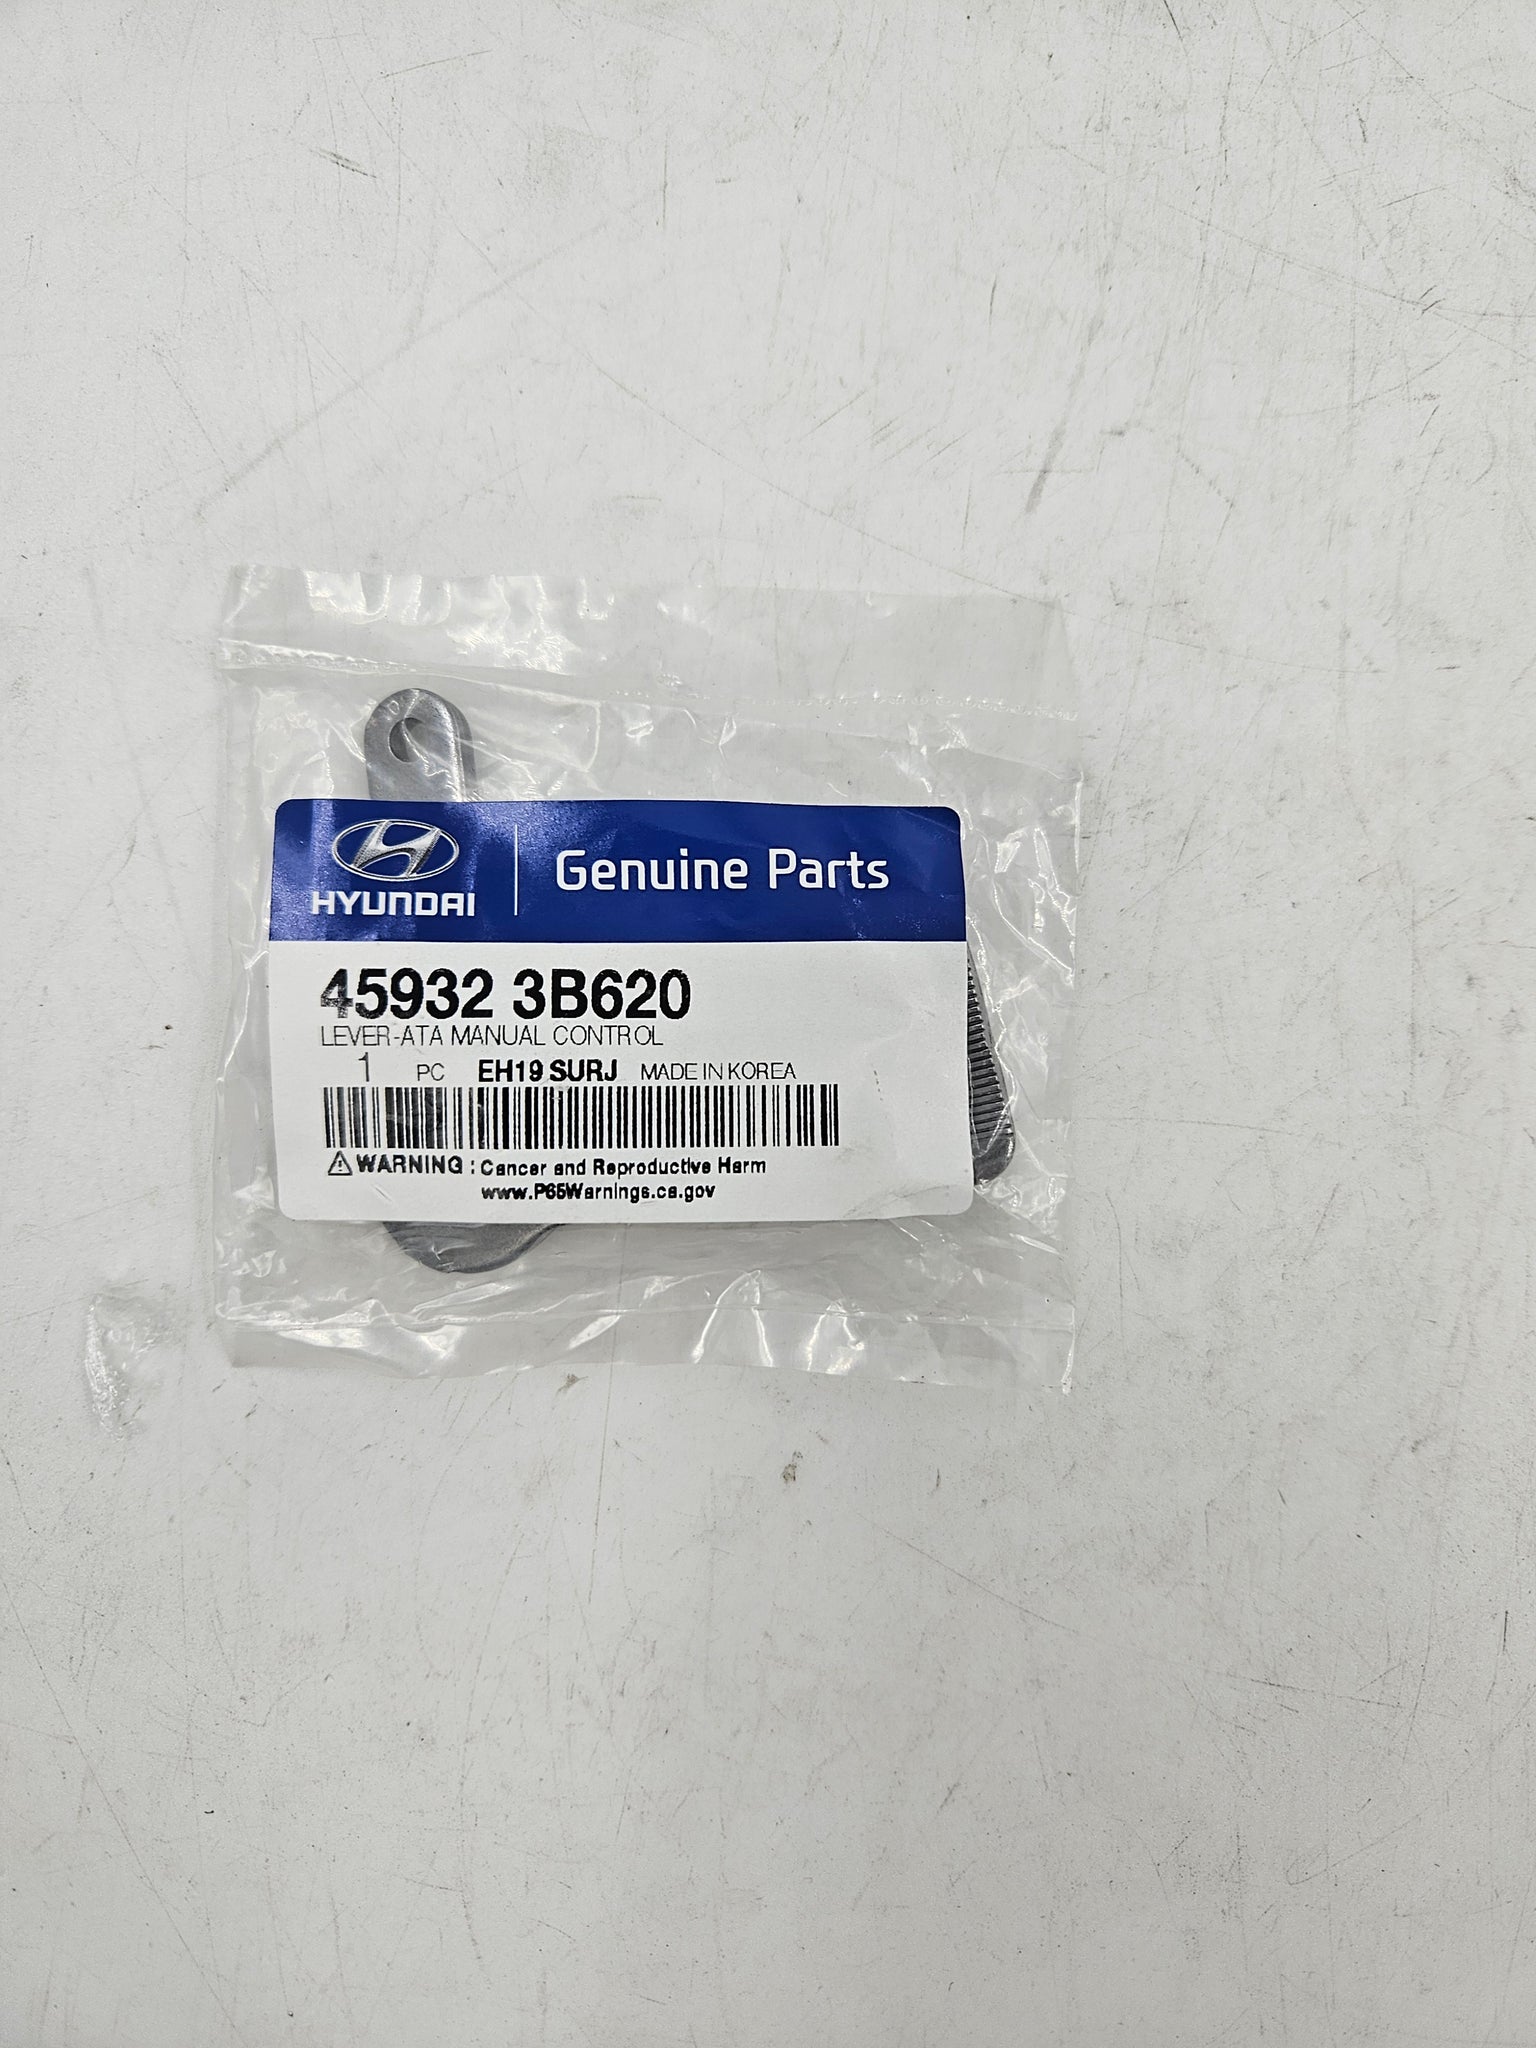 HYUNDAI
Genuine Parts
45932 3B620
LEVER-ATA MANUAL CONTROL
1 PC EH19 SURJ MADE IN KOREA
WARNING : Cancer and Reproductive Harm
www.P65Warnings.ca.gov